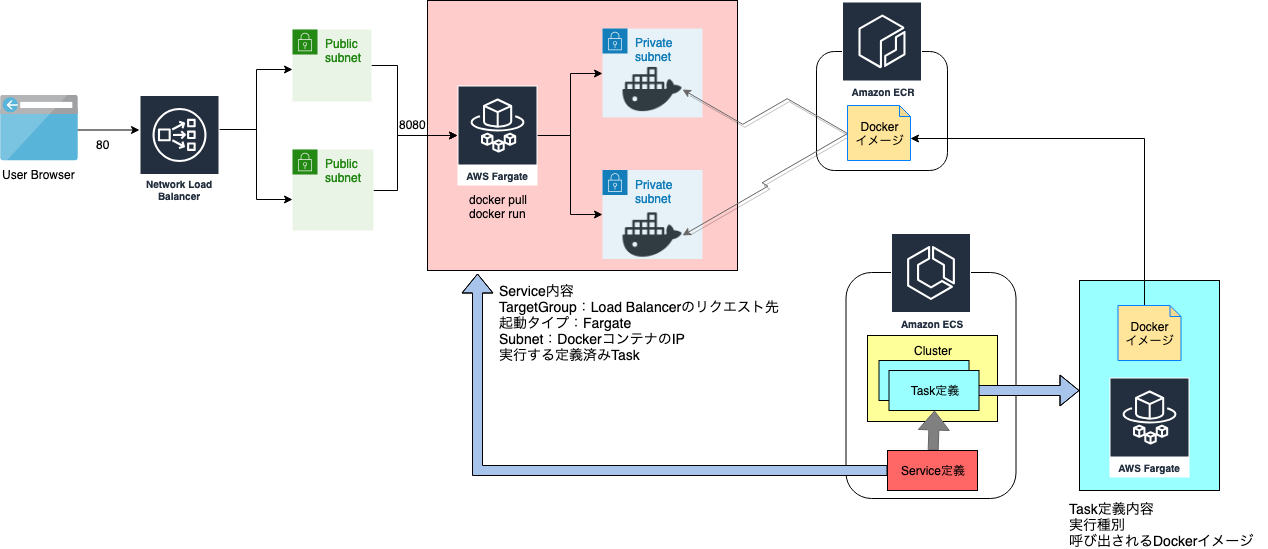 User Browser
80
Network Load
Balancer
Public
subnet
Public
subnet
8080
AWS Fargate
docker pull
docker run
Private
subnet
Private
subnet
Amazon ECR
Docker
イメージ
Service内容
TargetGroup：Load Balancerのリクエスト先
起動タイプ：Fargate
Subnet：DockerコンテナのIP
実行する定義済みTask
Amazon ECS
Cluster
Task定義
Service定義
Docker
イメージ
AWS Fargate
Task定義内容
実行種別
呼び出されるDockerイメージ